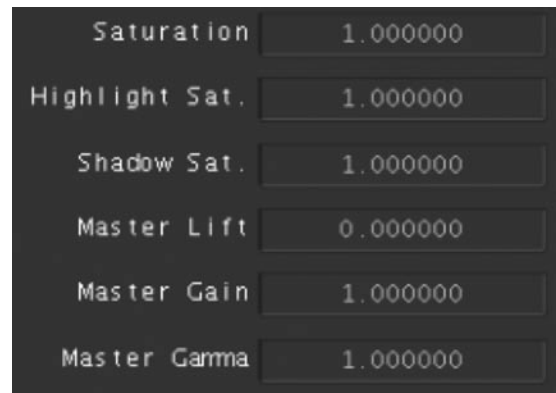 Saturation 1.000000
Highlight Sat. 1.000000
Shadow Sat. 1.000000
Master Lift 0.000000
Master Gain 1.000000
Master Gamma 1.000000